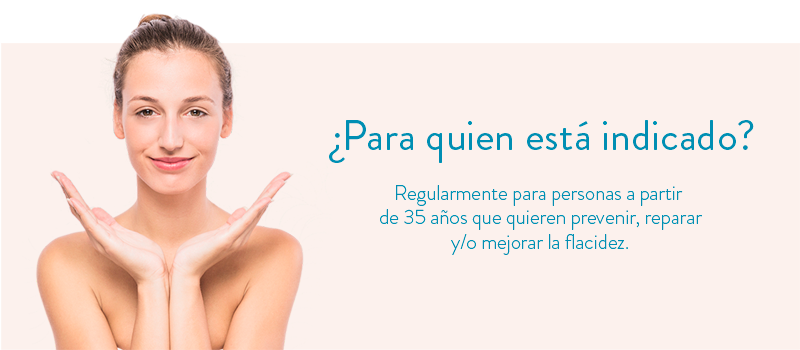 ¿Para quien está indicado?
Regularmente para personas a partir
de 35 años que quieren prevenir, reparar
y/o mejorar la flacidez.